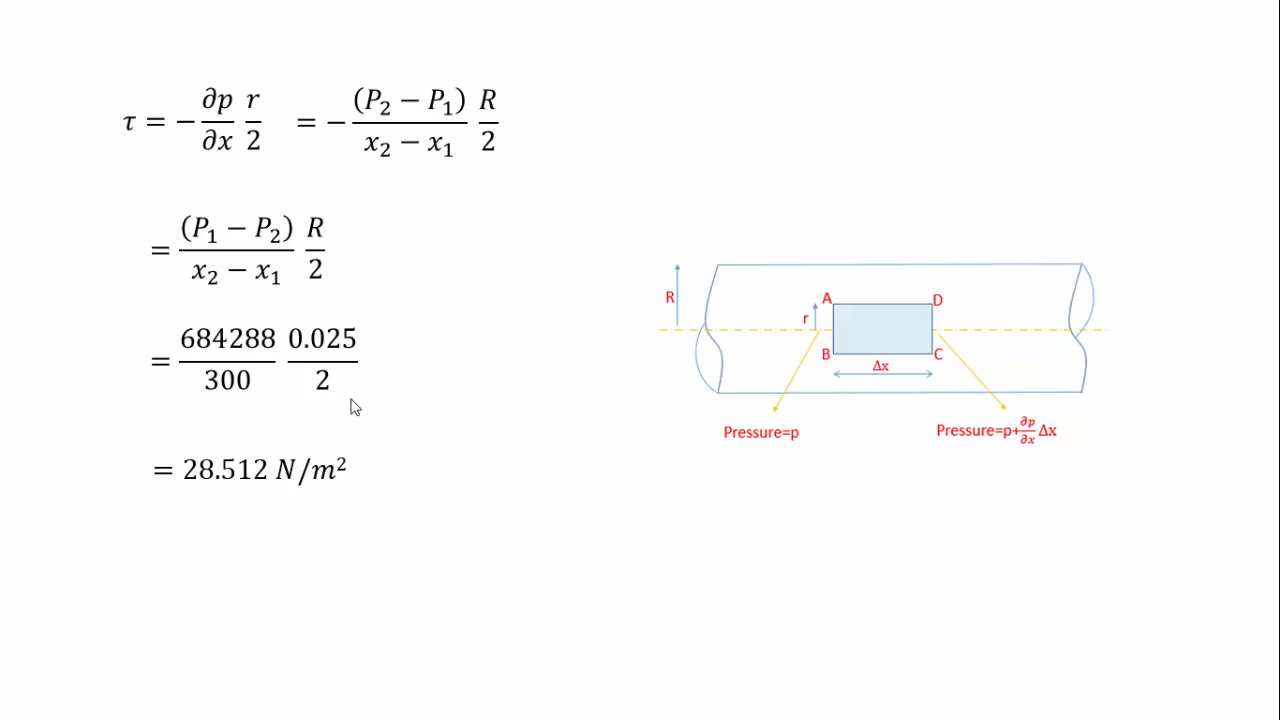 τ = − ∂p/∂x r/2 = − (P₂ − P₁)/(x₂ − x₁) R/2
= (P₁ − P₂)/(x₂ − x₁) R/2
= 684288/300 0.025/2
= 28.512 N/m²
R
A
D
r
B
C
Δx
Pressure=p
Pressure=p+∂p/∂x Δx